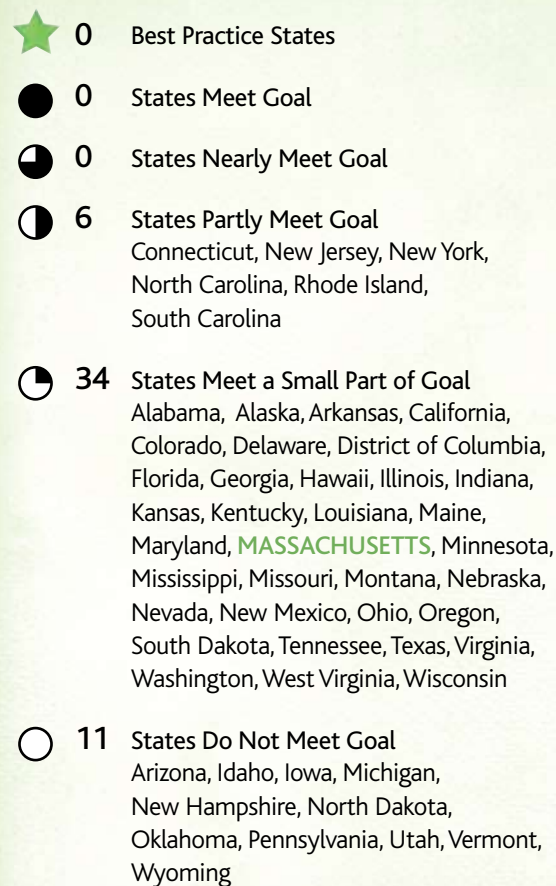 0 Best Practice States
0 States Meet Goal
0 States Nearly Meet Goal
6 States Partly Meet Goal
Connecticut, New Jersey, New York,
North Carolina, Rhode Island,
South Carolina
34 States Meet a Small Part of Goal
Alabama, Alaska, Arkansas, California,
Colorado, Delaware, District of Columbia,
Florida, Georgia, Hawaii, Illinois, Indiana,
Kansas, Kentucky, Louisiana, Maine,
Maryland, MASSACHUSETTS, Minnesota,
Mississippi, Missouri, Montana, Nebraska,
Nevada, New Mexico, Ohio, Oregon,
South Dakota, Tennessee, Texas, Virginia,
Washington, West Virginia, Wisconsin
11 States Do Not Meet Goal
Arizona, Idaho, Iowa, Michigan,
New Hampshire, North Dakota,
Oklahoma, Pennsylvania, Utah, Vermont,
Wyoming